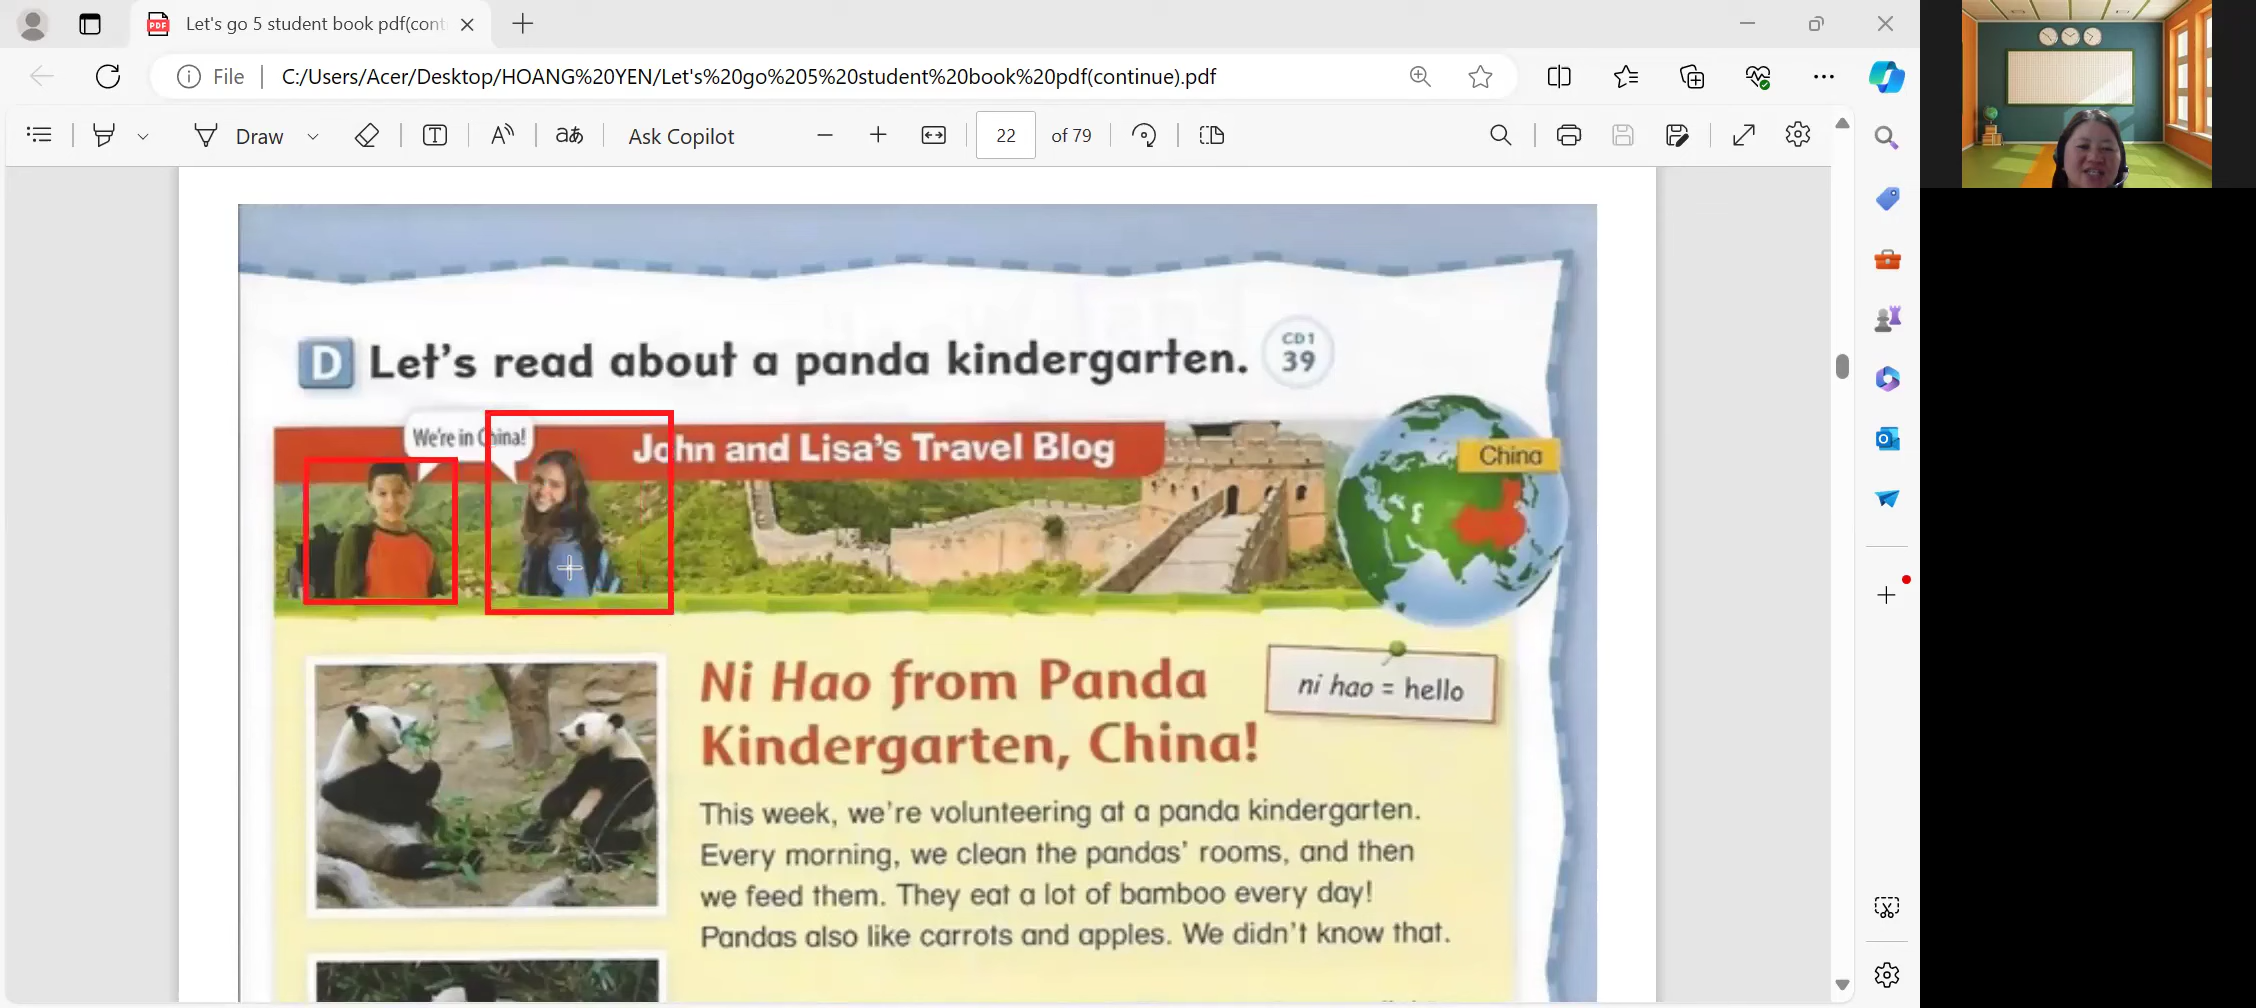 Let's go 5 student book pdf(cont
File
C:/Users/Acer/Desktop/HOANG%20YEN/Let's%20go%205%20student%20book%20pdf(continue).pdf
Draw
Ask Copilot
22 of 79
D Let's read about a panda kindergarten.
CD1
39
We're in China!
John and Lisa's Travel Blog
China
Ni Hao from Panda
Kindergarten, China!
ni hao = hello
This week, we're volunteering at a panda kindergarten.
Every morning, we clean the pandas' rooms, and then
we feed them. They eat a lot of bamboo every day!
Pandas also like carrots and apples. We didn't know that.